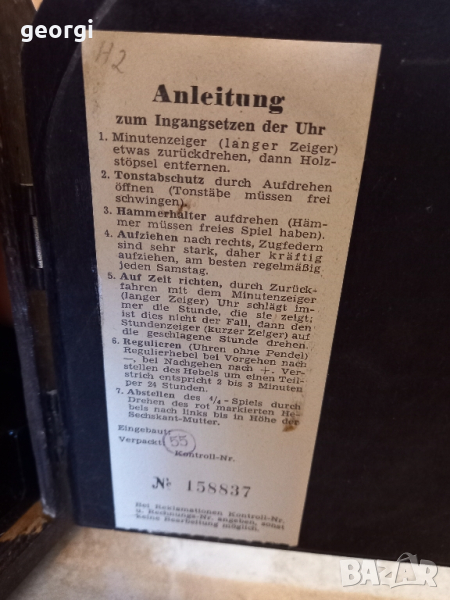 georgi
H2
Anleitung
zum Ingangsetzen der Uhr
1. Minutenzeiger (langer Zeiger)
etwas zurückdrehen, dann Holz-
stöpsel entfernen.
2. Tonstabschutz durch Aufdrehen
öffnen (Tonstäbe müssen frei
schwingen).
3. Hammerhalter aufdrehen (Häm-
mer müssen freies Spiel haben).
4. Aufziehen nach rechts, Zugfedern
sind sehr stark, daher kräftig
aufziehen, am besten regelmäßig
jeden Samstag.
5. Auf Zeit richten, durch Zurück-
fahren mit dem Minutenzeiger
(langer Zeiger) Uhr schlägt im-
mer die Stunde, die sie zeigt;
ist dies nicht der Fall, dann den
Stundenzeiger (kurzer Zeiger) auf
die geschlagene Stunde drehen.
6. Regulieren (Uhren ohne Pendel)
Regulierhebel bei Vorgehen nach
—, bei Nachgehen nach +. Ver-
stellen des Hebels um einen Teil-
strich entspricht 2 bis 3 Minuten
per 24 Stunden.
7. Abstellen des 4/4-Spiels durch
Drehen des rot markierten He-
bels nach links bis in Höhe der
Sechskant-Mutter.
Eingebaut:
Verpackt: 55
Kontroll-Nr.
№ 158837
Bei Reklamationen Kontroll-Nr.
u. Rechnungs-Nr. angeben, sonst
keine Bearbeitung möglich.
BAZAR